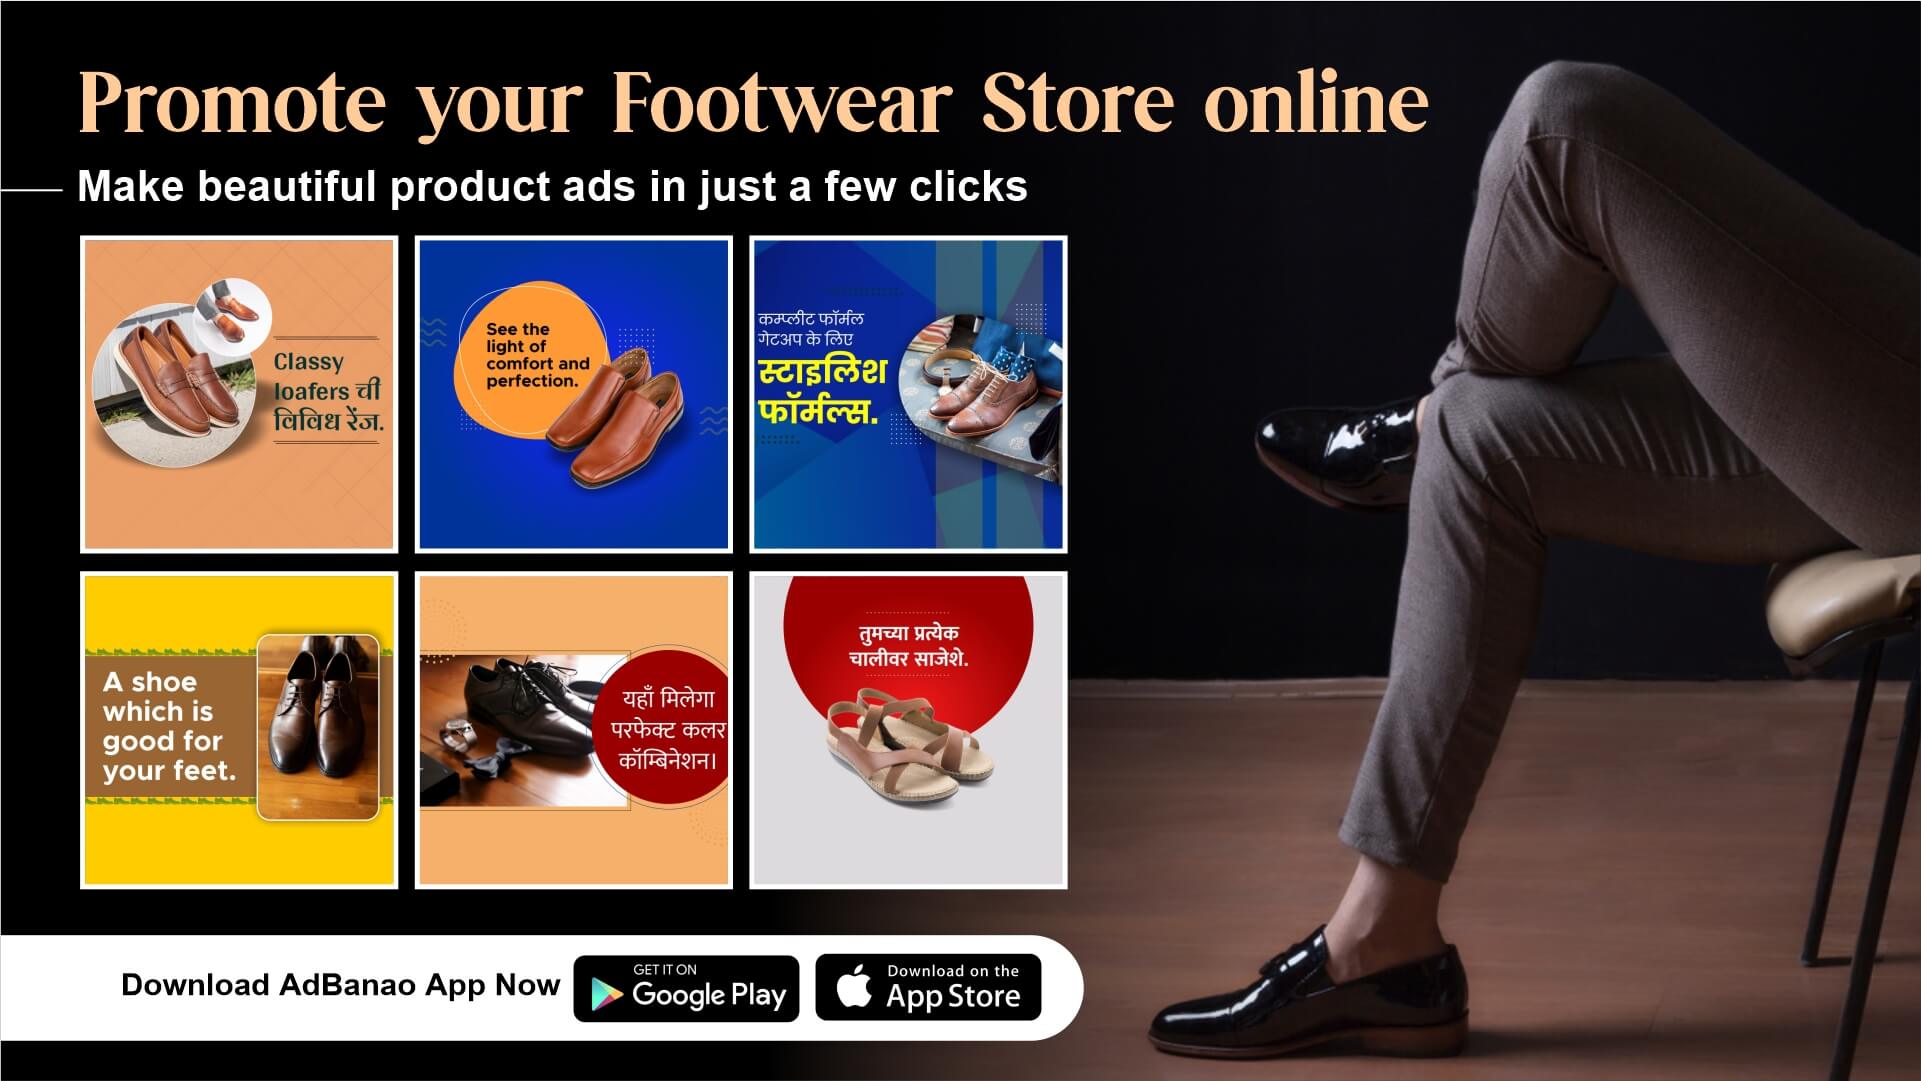 Promote your Footwear Store online
Make beautiful product ads in just a few clicks
Classy
loafers ची
विविध रेंज.
See the
light of
comfort and
perfection.
कम्प्लीट फॉर्मल
गेटअप के लिए
स्टाइलिश
फॉर्मल्स.
A shoe
which is
good for
your feet.
यहाँ मिलेगा
परफेक्ट कलर
कॉम्बिनेशन।
तुमच्या प्रत्येक
चालीवर साजेशे.
Download AdBanao App Now
GET IT ON
Google Play
Download on the
App Store